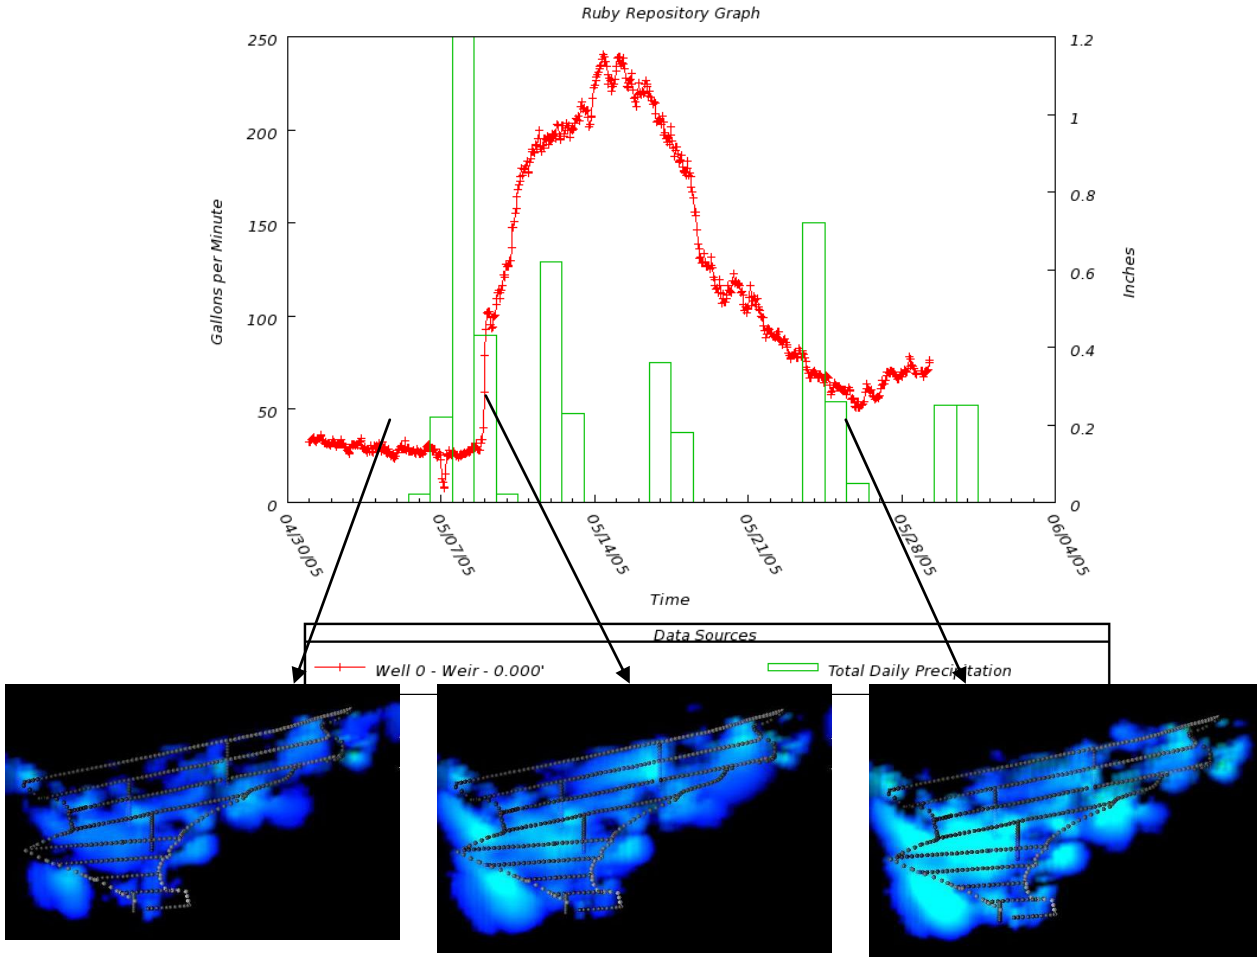 Ruby Repository Graph
250
200
150
100
50
0
Gallons per Minute
1.2
1
0.8
0.6
0.4
0.2
0
Inches
04/30/05
05/07/05
05/14/05
05/21/05
05/28/05
06/04/05
Time
Data Sources
Well 0 - Weir - 0.000'
Total Daily Precipitation